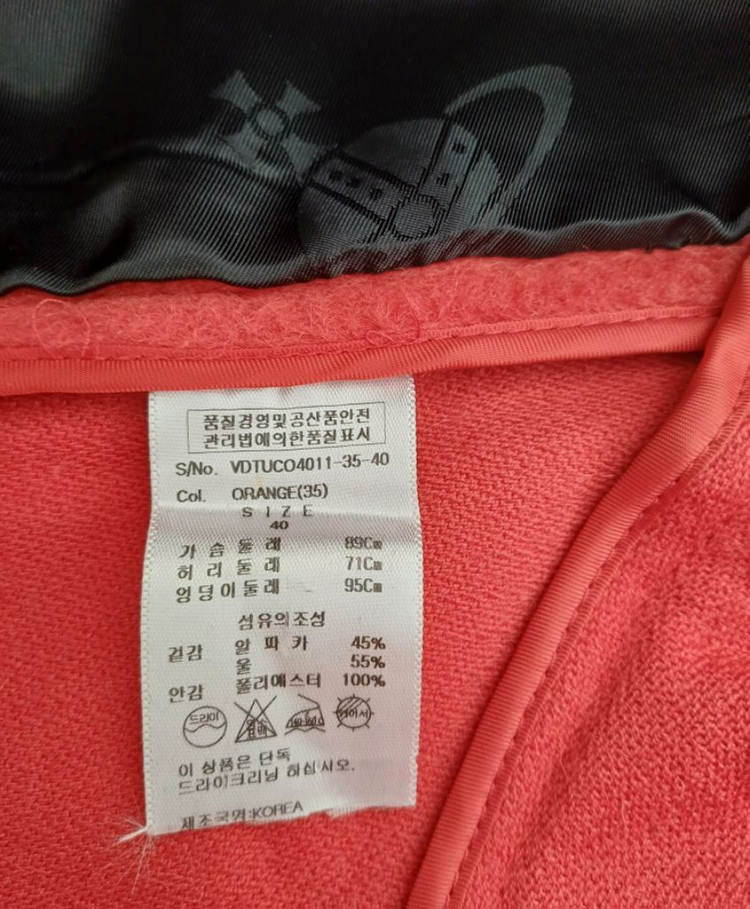 품질경영및공산품안전
관리법에의한품질표시
S/No. VDTUCO4011-35-40
Col. ORANGE(35)
SIZE
40
가슴둘레 89Cm
허리둘레 71Cm
엉덩이둘레 95Cm
섬유의조성
겉감 알파카 45%
울 55%
안감 폴리에스터 100%
드라이
이 상품은 단독
드라이크리닝 하십시오.
제조국명:KOREA